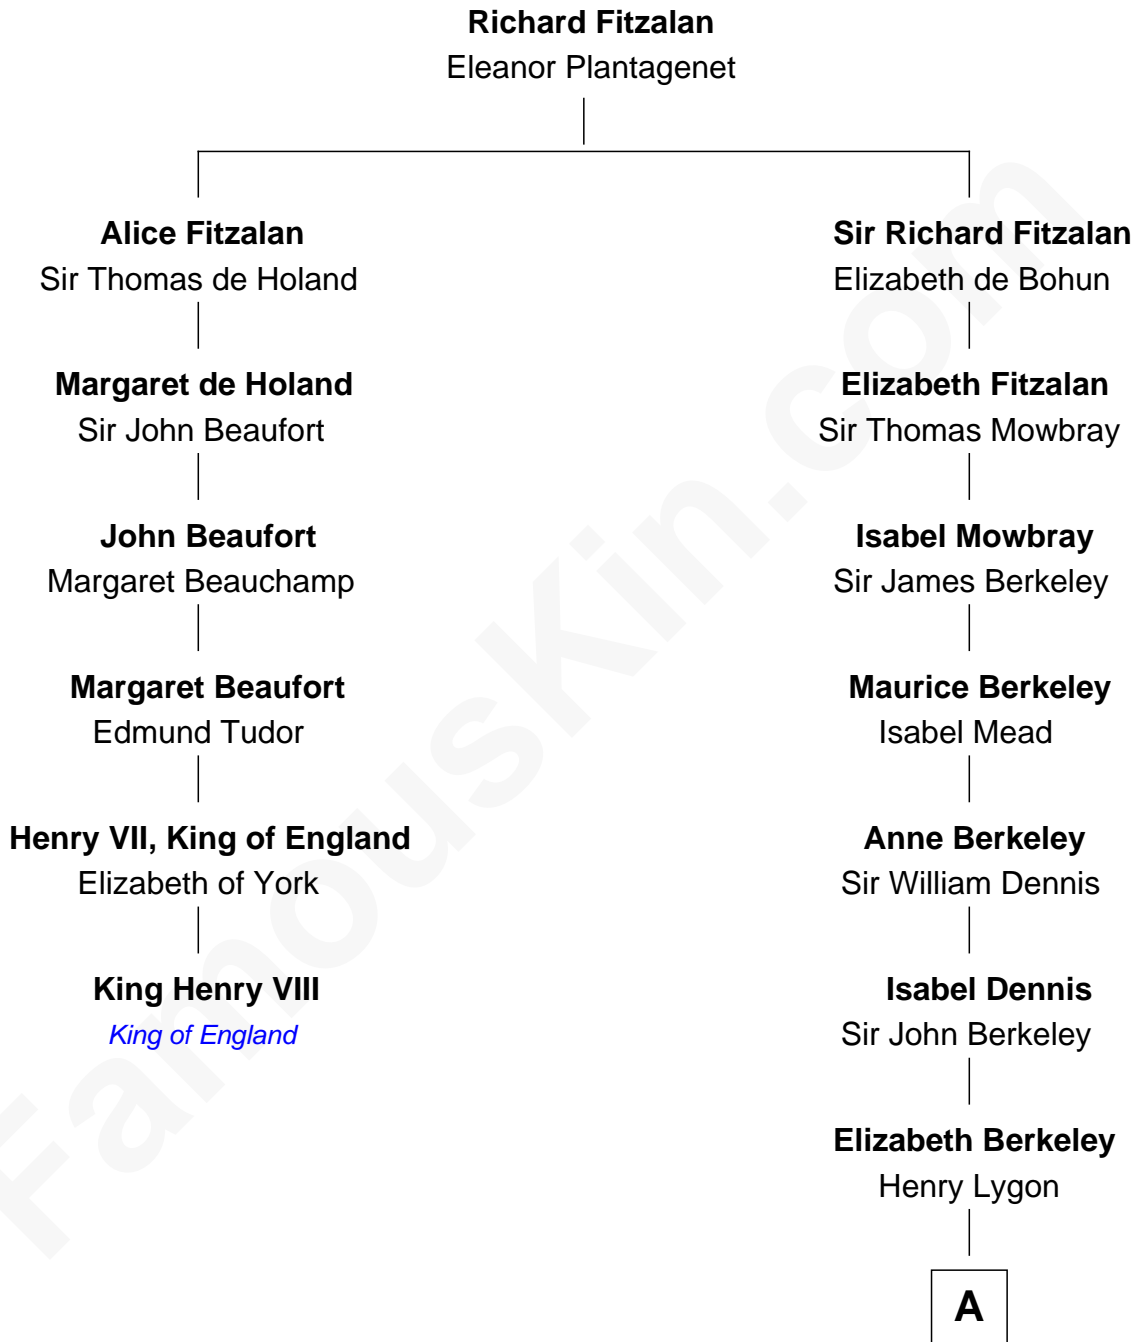 Richard Fitzalan
Eleanor Plantagenet
Alice Fitzalan
Sir Thomas de Holand
Sir Richard Fitzalan
Elizabeth de Bohun
Margaret de Holand
Sir John Beaufort
Elizabeth Fitzalan
Sir Thomas Mowbray
John Beaufort
Margaret Beauchamp
Isabel Mowbray
Sir James Berkeley
Margaret Beaufort
Edmund Tudor
Maurice Berkeley
Isabel Mead
Henry VII, King of England
Elizabeth of York
Anne Berkeley
Sir William Dennis
King Henry VIII
King of England
Isabel Dennis
Sir John Berkeley
Elizabeth Berkeley
Henry Lygon
A
FamousKin.com